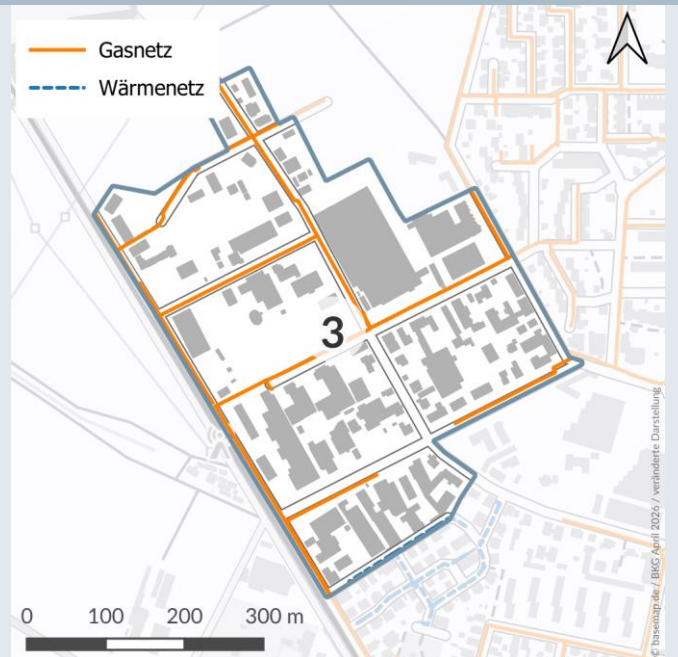 Gasnetz
Wärmenetz
3
0 100 200 300 m
© basemap.de / BKG April 2026 / veränderte Darstellung